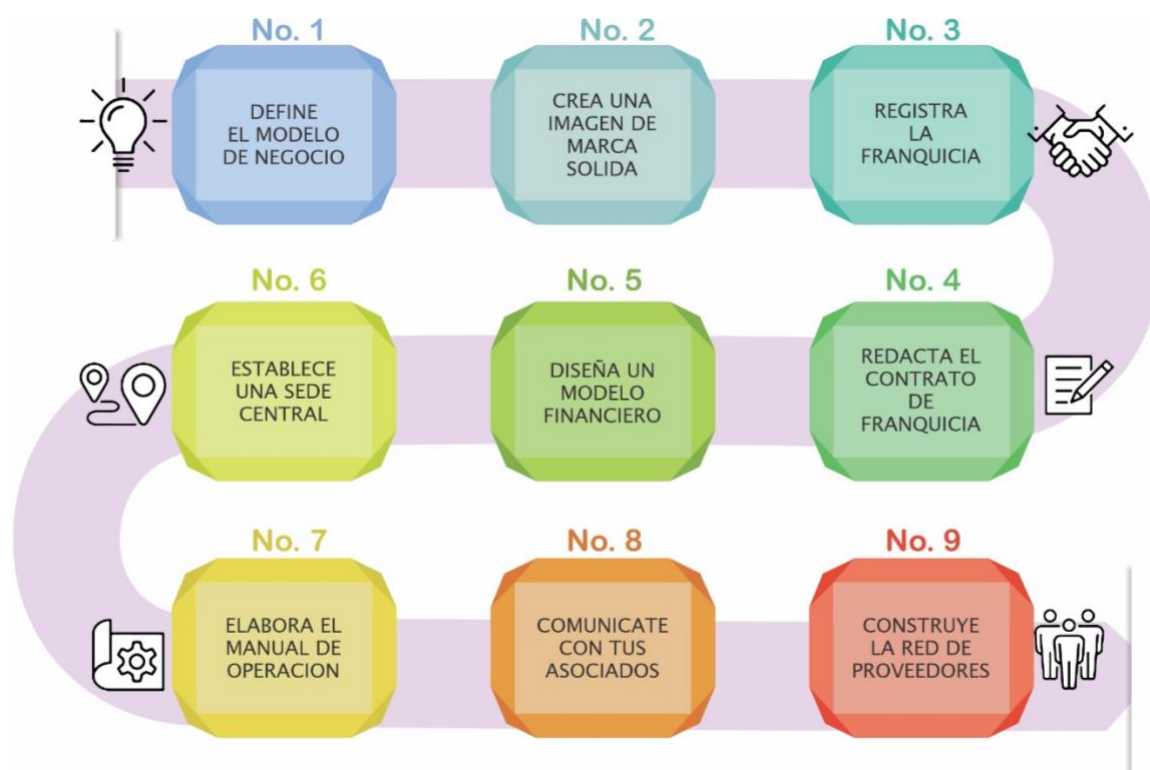 No. 1
DEFINE
EL MODELO
DE NEGOCIO
No. 2
CREA UNA
IMAGEN DE
MARCA
SOLIDA
No. 3
REGISTRA
LA
FRANQUICIA
No. 4
REDACTA EL
CONTRATO
DE
FRANQUICIA
No. 5
DISEÑA UN
MODELO
FINANCIERO
No. 6
ESTABLECE
UNA SEDE
CENTRAL
No. 7
ELABORA EL
MANUAL DE
OPERACION
No. 8
COMUNICATE
CON TUS
ASOCIADOS
No. 9
CONSTRUYE
LA RED DE
PROVEEDORES